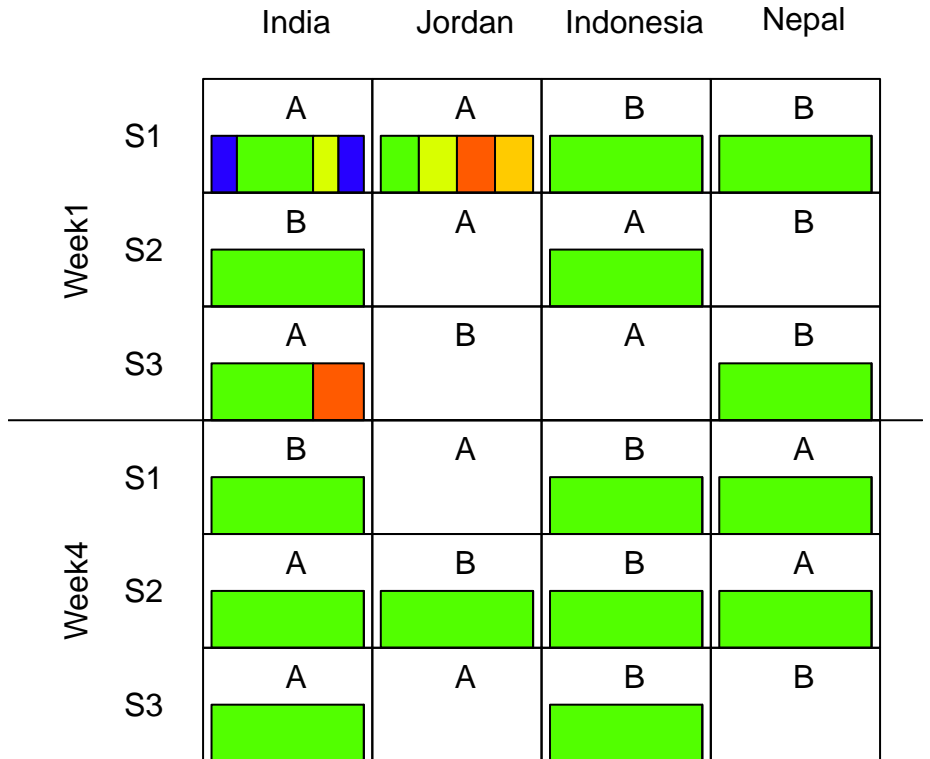 India Jordan Indonesia Nepal
Week1
S1 A A B B
S2 B A A B
S3 A B A B
Week4
S1 B A B A
S2 A B B A
S3 A A B B